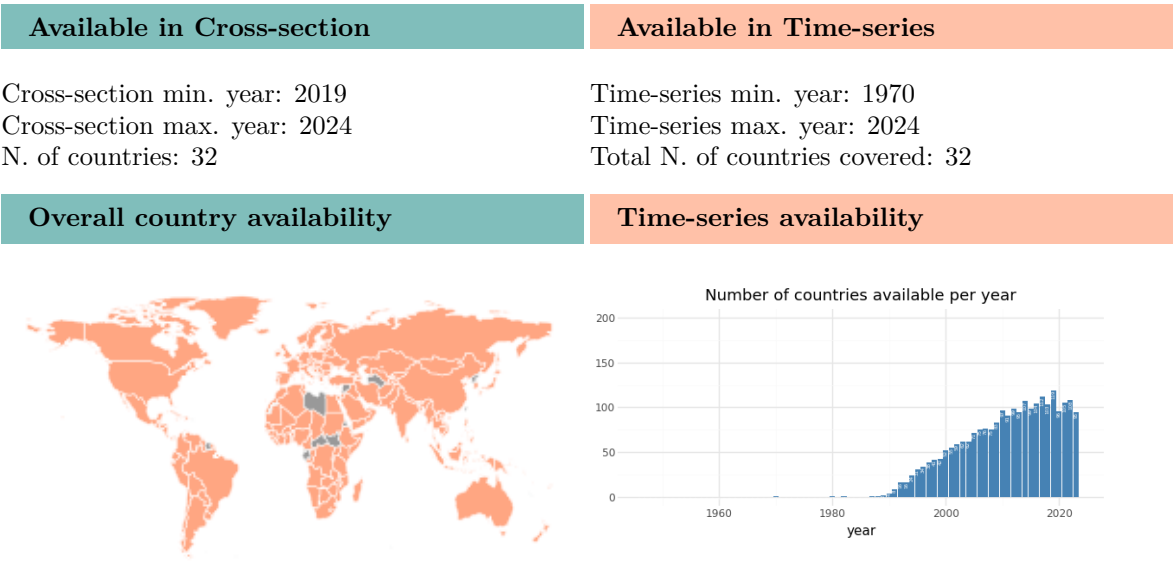 Available in Cross-section
Available in Time-series
Cross-section min. year: 2019
Cross-section max. year: 2024
N. of countries: 32
Time-series min. year: 1970
Time-series max. year: 2024
Total N. of countries covered: 32
Overall country availability
Time-series availability
Number of countries available per year
200
150
100
50
0
1960
1980
2000
2020
year